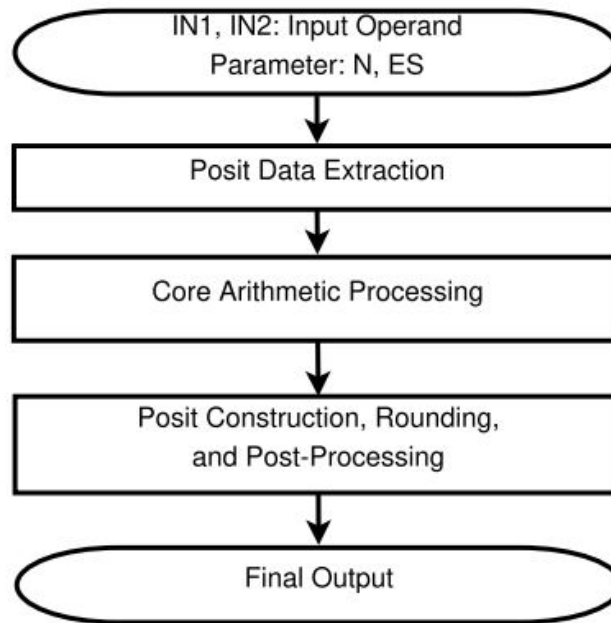 IN1, IN2: Input Operand
Parameter: N, ES
Posit Data Extraction
Core Arithmetic Processing
Posit Construction, Rounding,
and Post-Processing
Final Output